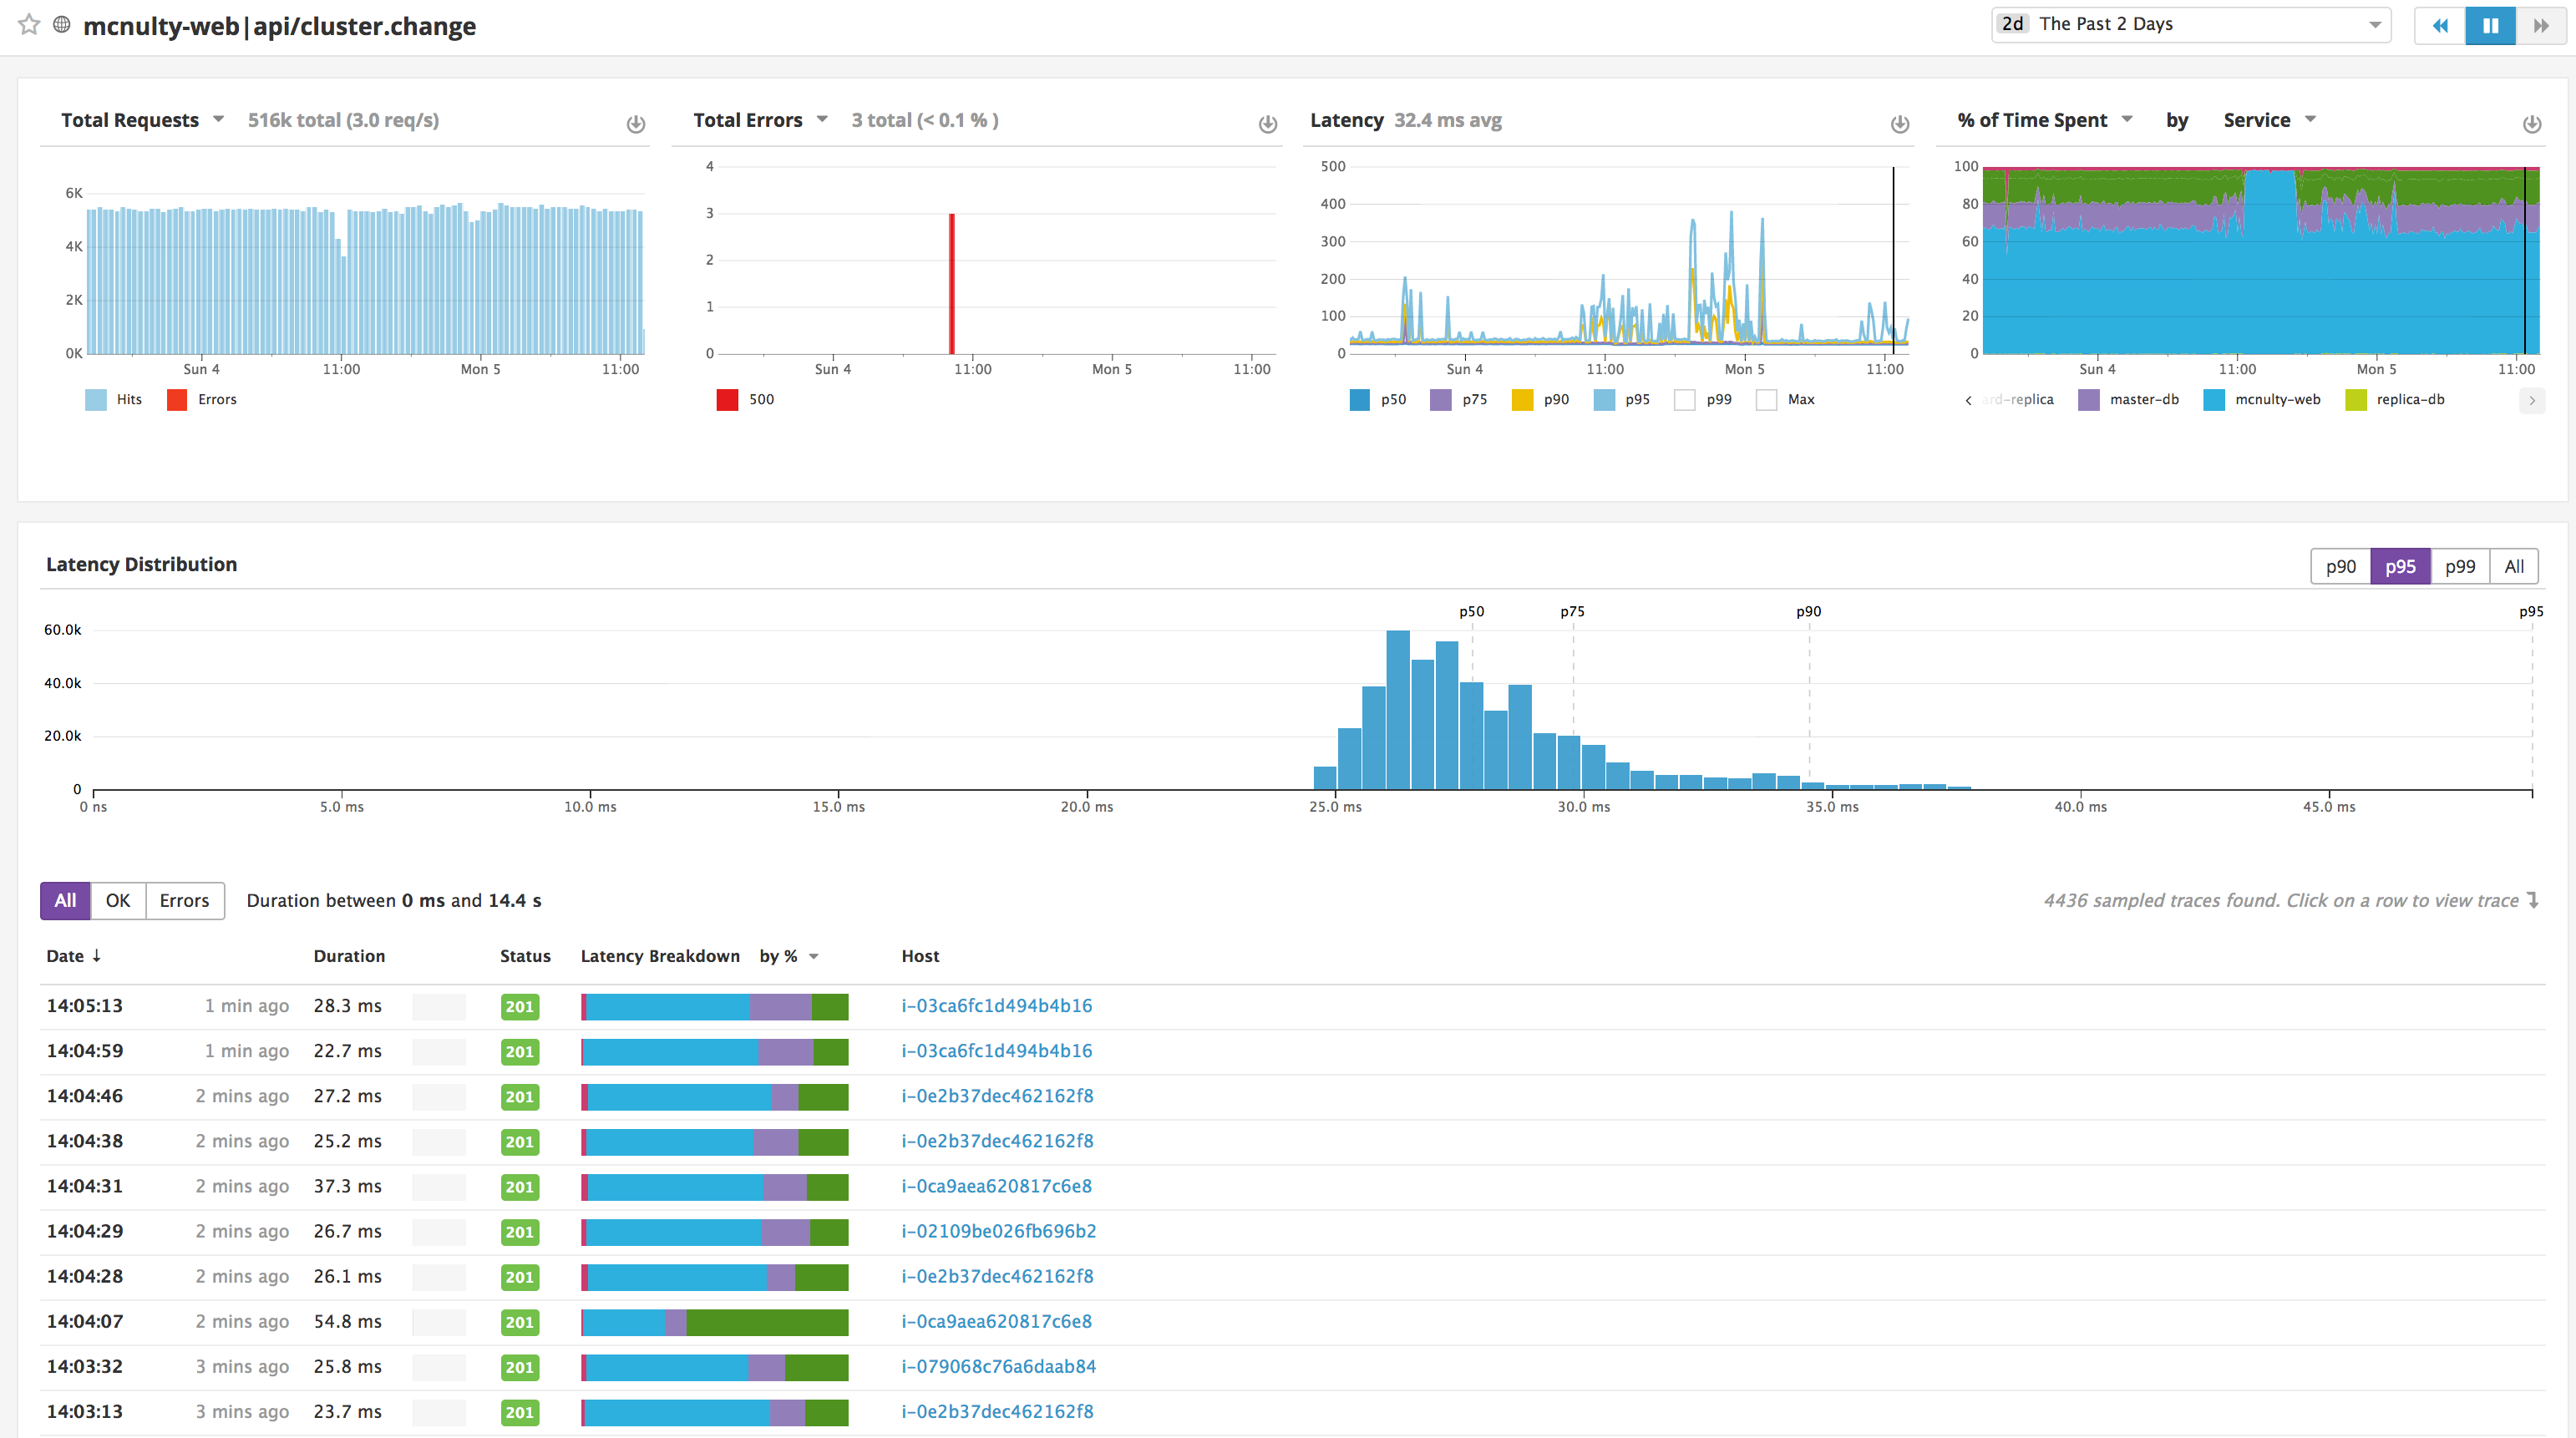 mcnulty-web|api/cluster.change
2d The Past 2 Days
Total Requests 516k total (3.0 req/s)
6K
4K
2K
0K
Sun 4 11:00 Mon 5 11:00
Hits Errors
Total Errors 3 total (< 0.1 % )
4
3
2
1
0
Sun 4 11:00 Mon 5 11:00
500
Latency 32.4 ms avg
500
400
300
200
100
0
Sun 4 11:00 Mon 5 11:00
p50 p75 p90 p95 p99 Max
% of Time Spent by Service
100
80
60
40
20
0
Sun 4 11:00 Mon 5 11:00
ard-replica master-db mcnulty-web replica-db
Latency Distribution
p90 p95 p99 All
p50 p75 p90 p95
60.0k
40.0k
20.0k
0
0 ns 5.0 ms 10.0 ms 15.0 ms 20.0 ms 25.0 ms 30.0 ms 35.0 ms 40.0 ms 45.0 ms
All OK Errors Duration between 0 ms and 14.4 s
4436 sampled traces found. Click on a row to view trace
Date Duration Status Latency Breakdown by % Host
14:05:13 1 min ago 28.3 ms 201 i-03ca6fc1d494b4b16
14:04:59 1 min ago 22.7 ms 201 i-03ca6fc1d494b4b16
14:04:46 2 mins ago 27.2 ms 201 i-0e2b37dec462162f8
14:04:38 2 mins ago 25.2 ms 201 i-0e2b37dec462162f8
14:04:31 2 mins ago 37.3 ms 201 i-0ca9aea620817c6e8
14:04:29 2 mins ago 26.7 ms 201 i-02109be026fb696b2
14:04:28 2 mins ago 26.1 ms 201 i-0e2b37dec462162f8
14:04:07 2 mins ago 54.8 ms 201 i-0ca9aea620817c6e8
14:03:32 3 mins ago 25.8 ms 201 i-079068c76a6daab84
14:03:13 3 mins ago 23.7 ms 201 i-0e2b37dec462162f8